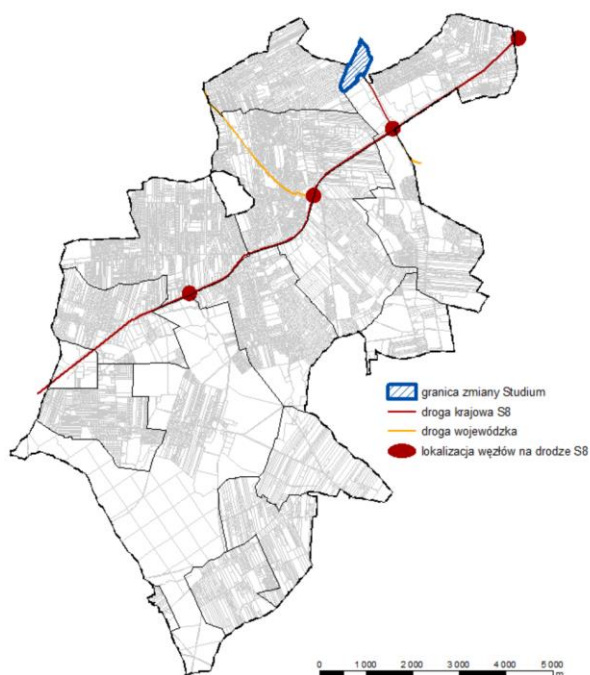 granica zmiany Studium
droga krajowa S8
droga wojewódzka
lokalizacja węzłów na drodze S8
0 1 000 2 000 3 000 4 000 5 000
m